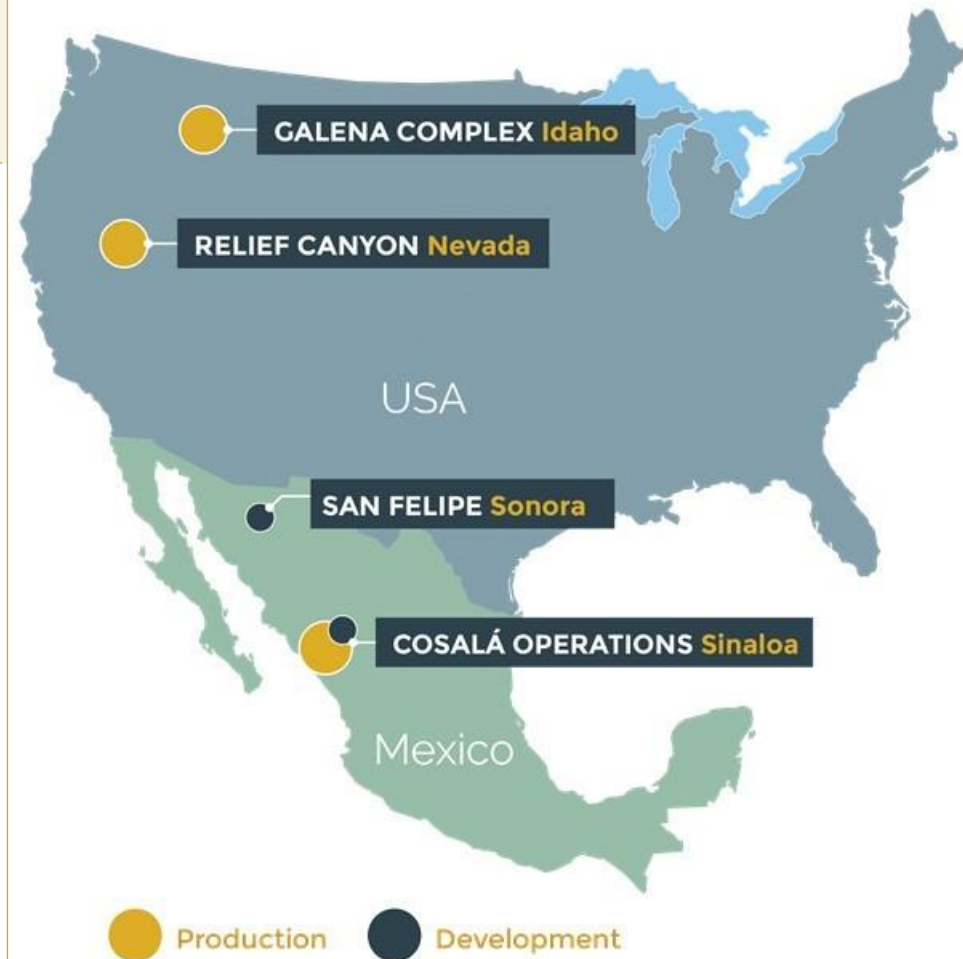 GALENA COMPLEX Idaho
RELIEF CANYON Nevada
USA
SAN FELIPE Sonora
COSALÁ OPERATIONS Sinaloa
Mexico
Production Development